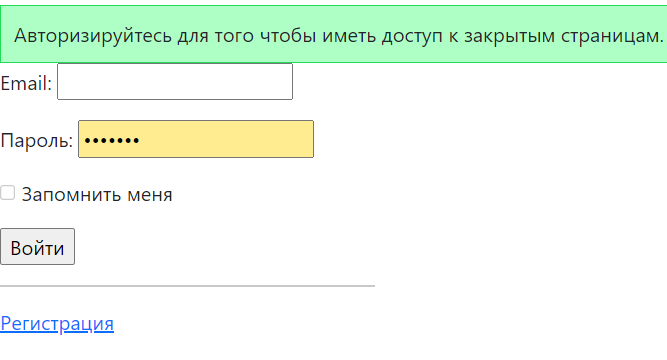 Авторизируйтесь для того чтобы иметь доступ к закрытым страницам.
Email:
Пароль: •••••••
Запомнить меня
Войти
Регистрация